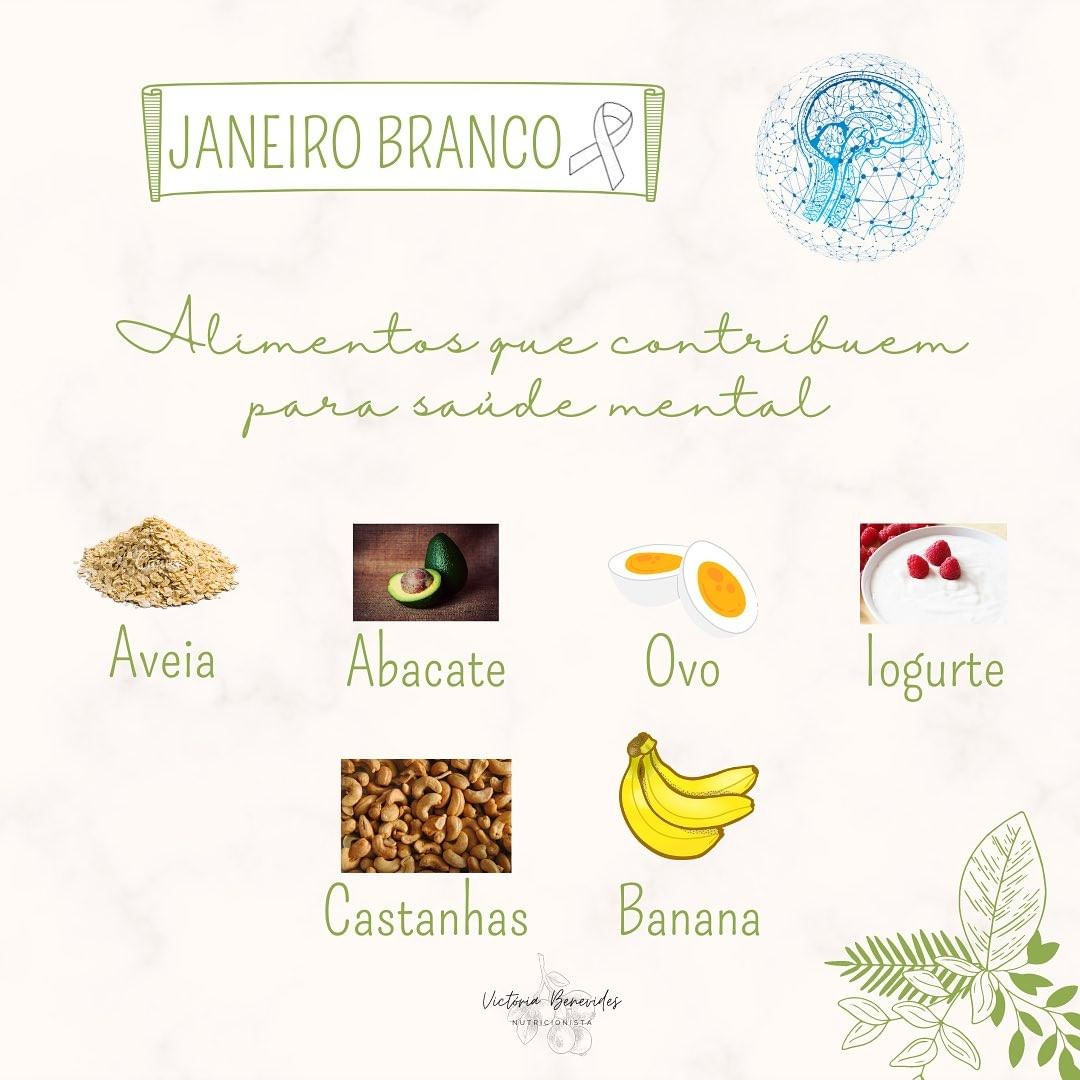 JANEIRO BRANCO
Alimentos que contribuem
para saúde mental
Aveia
Abacate
Ovo
Iogurte
Castanhas
Banana
Victória Benevides
NUTRICIONISTA